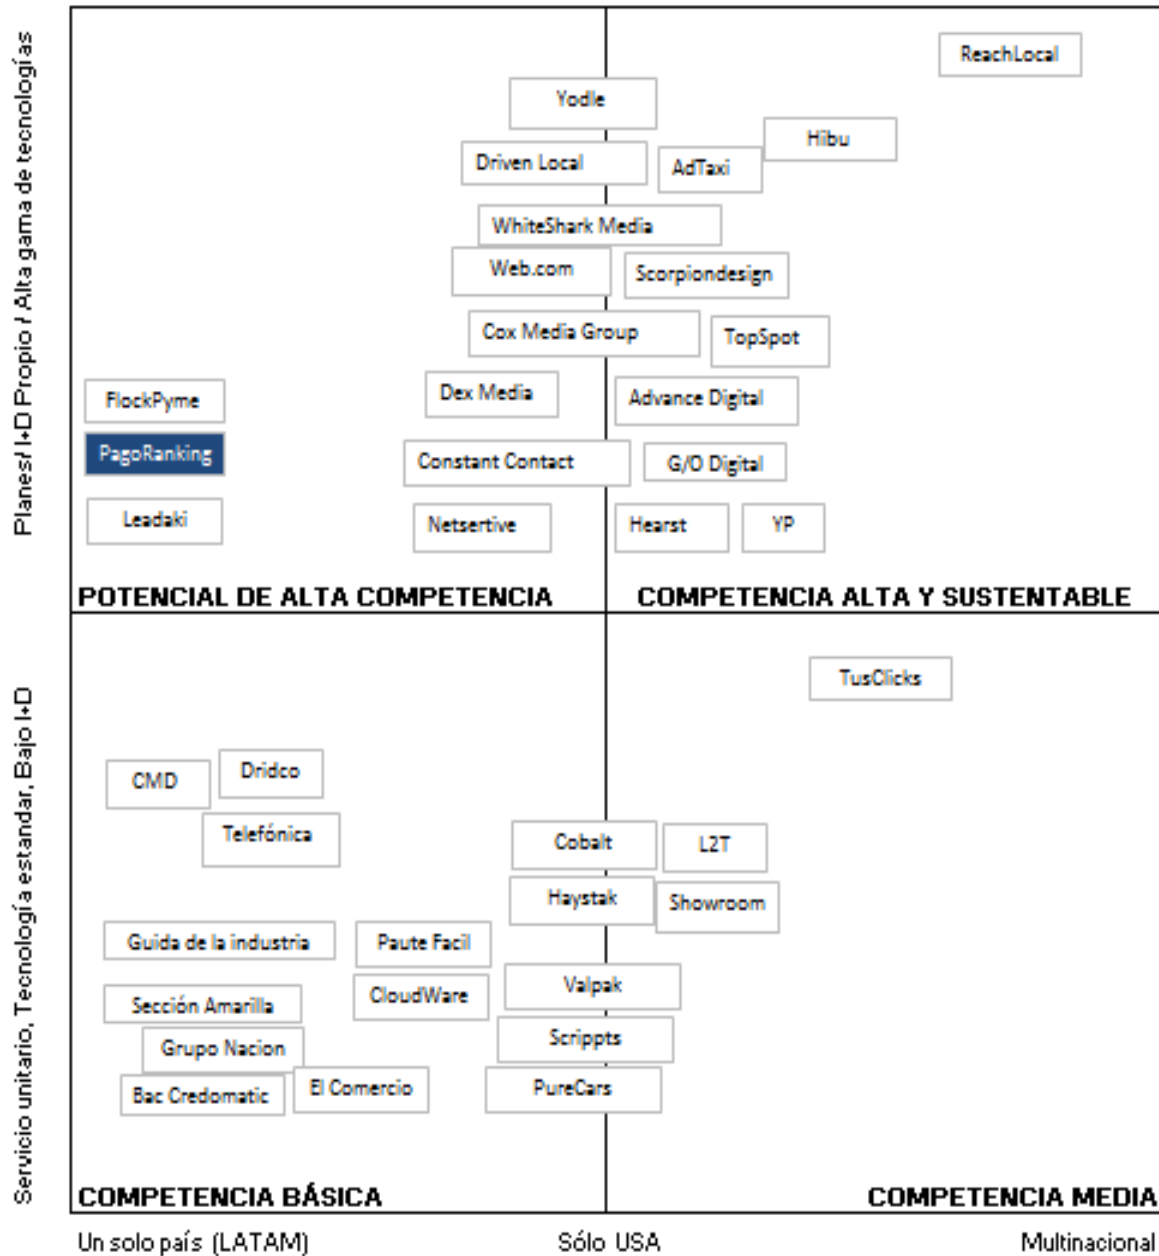 Planes/ I+D Propio / Alta gama de tecnologías
ReachLocal
Yodle
Hibu
Driven Local
AdTaxi
WhiteShark Media
Web.com
Scorpiondesign
Cox Media Group
TopSpot
Dex Media
Advance Digital
FlockPyme
PagoRanking
Constant Contact
G/O Digital
Leadaki
Netsertive
Hearst
YP
POTENCIAL DE ALTA COMPETENCIA
COMPETENCIA ALTA Y SUSTENTABLE
Servicio unitario, Tecnología estandar, Bajo I+D
TusClicks
CMD
Dridco
Telefónica
Cobalt
L2T
Haystak
Showroom
Guida de la industria
Paute Facil
Valpak
Sección Amarilla
CloudWare
Grupo Nacion
Scrippts
Bac Credomatic
El Comercio
PureCars
COMPETENCIA BÁSICA
COMPETENCIA MEDIA
Un solo país (LATAM)
Sólo USA
Multinacional